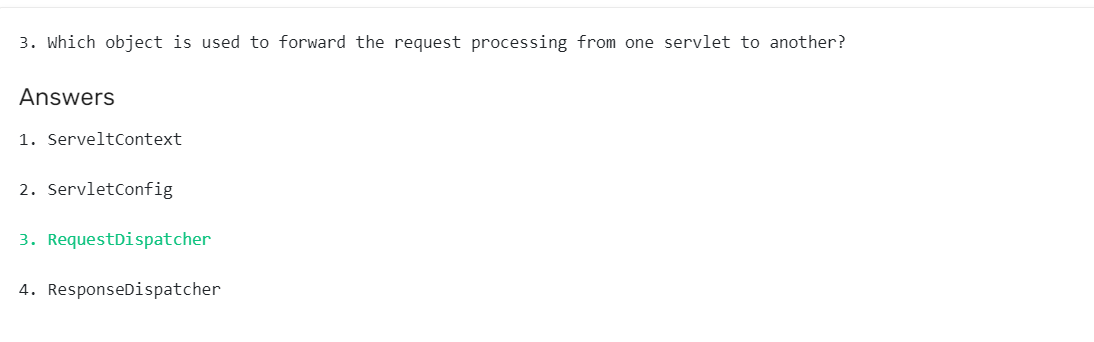 3. Which object is used to forward the request processing from one servlet to another?
Answers
1. ServeltContext
2. ServletConfig
3. RequestDispatcher
4. ResponseDispatcher